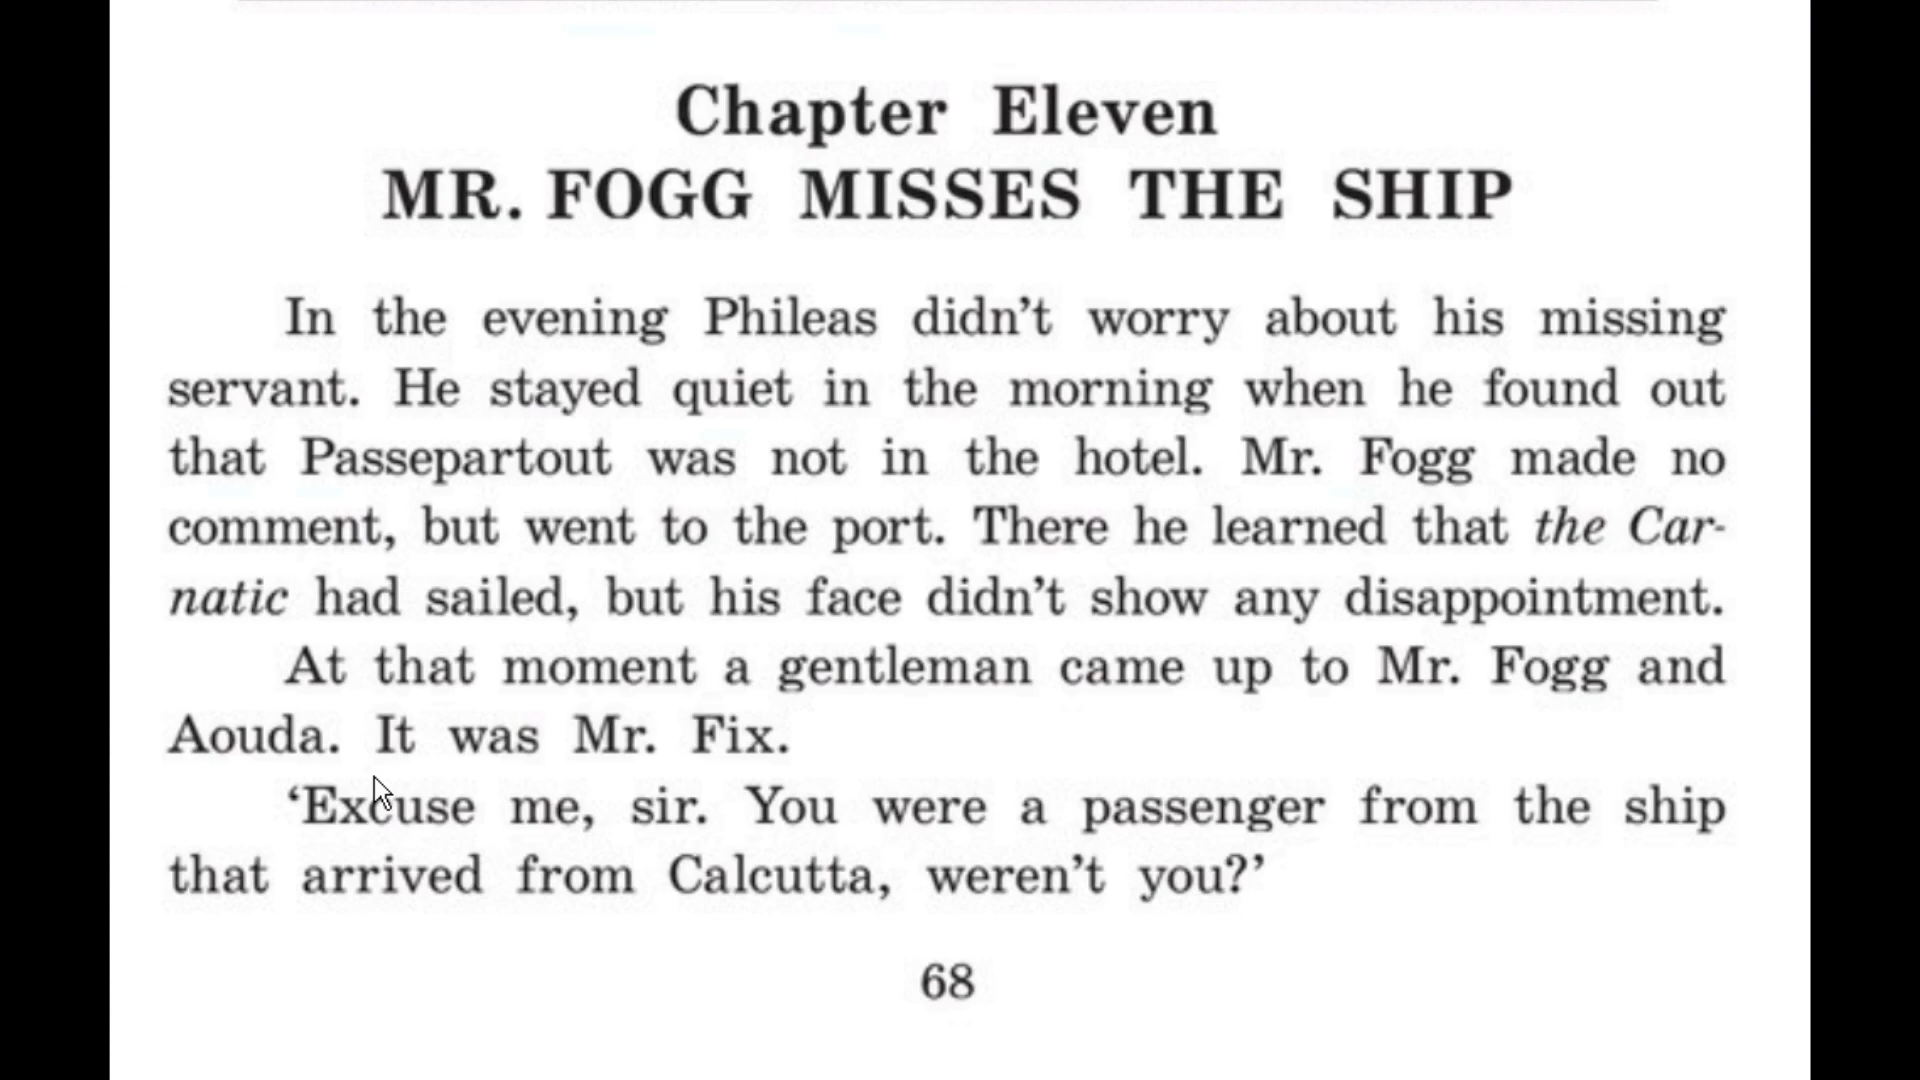 Chapter Eleven
MR. FOGG MISSES THE SHIP
In the evening Phileas didn't worry about his missing
servant. He stayed quiet in the morning when he found out
that Passepartout was not in the hotel. Mr. Fogg made no
comment, but went to the port. There he learned that the Car-
natic had sailed, but his face didn't show any disappointment.
At that moment a gentleman came up to Mr. Fogg and
Aouda. It was Mr. Fix.
‘Excuse me, sir. You were a passenger from the ship
that arrived from Calcutta, weren't you?’
68